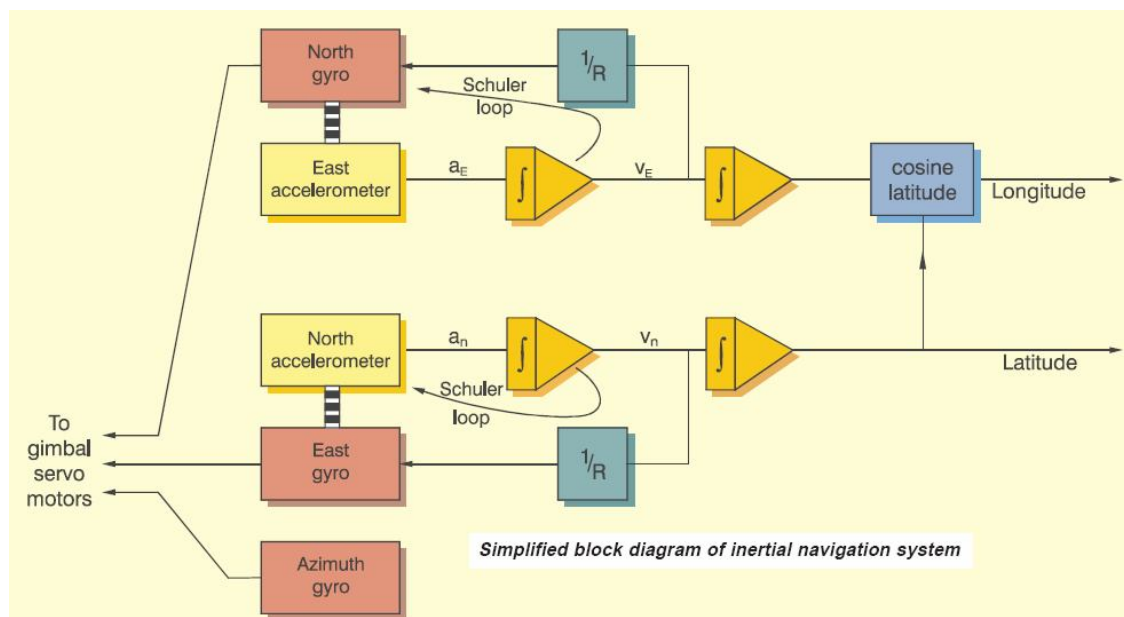 North
gyro
1/R
Schuler
loop
East
accelerometer
aE
∫
vE
∫
cosine
latitude
Longitude
North
accelerometer
an
∫
vn
∫
Latitude
Schuler
loop
To
gimbal
servo
motors
East
gyro
1/R
Simplified block diagram of inertial navigation system
Azimuth
gyro